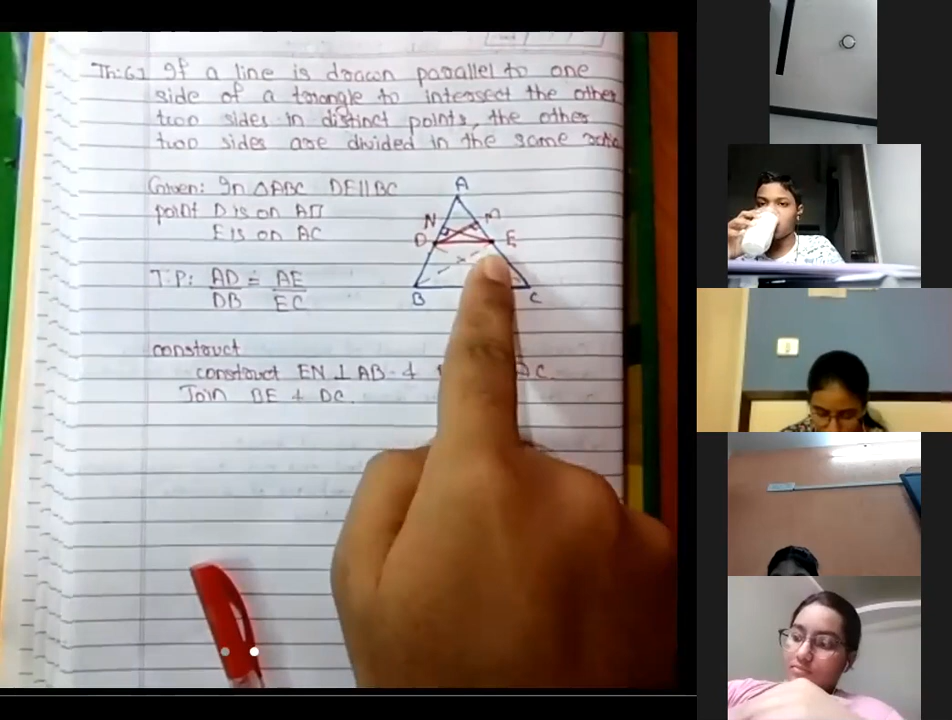 Th:6.1 If a line is drawn parallel to one
side of a triangle to intersect the other
two sides in distinct points, the other
two sides are divided in the same ratio
Given: In △ABC DE||BC
point D is on AB
E is on AC
T.P: AD = AE
DB EC
A
N M
D E
B C
construct
construct EN ⊥ AB &
Join BE & DC.